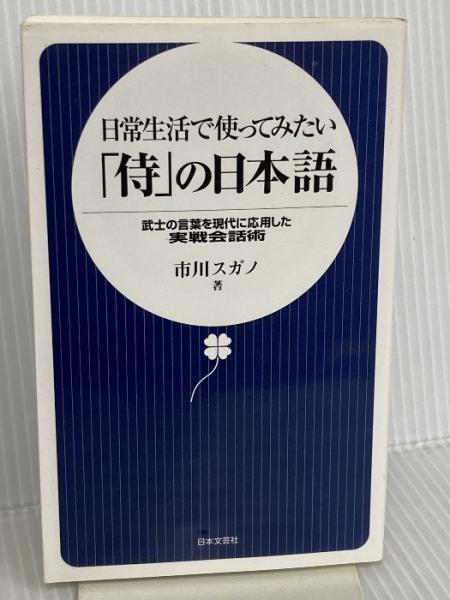 日常生活で使ってみたい
「侍」の日本語
武士の言葉を現代に応用した
実戦会話術
市川スガノ
著
日本文芸社